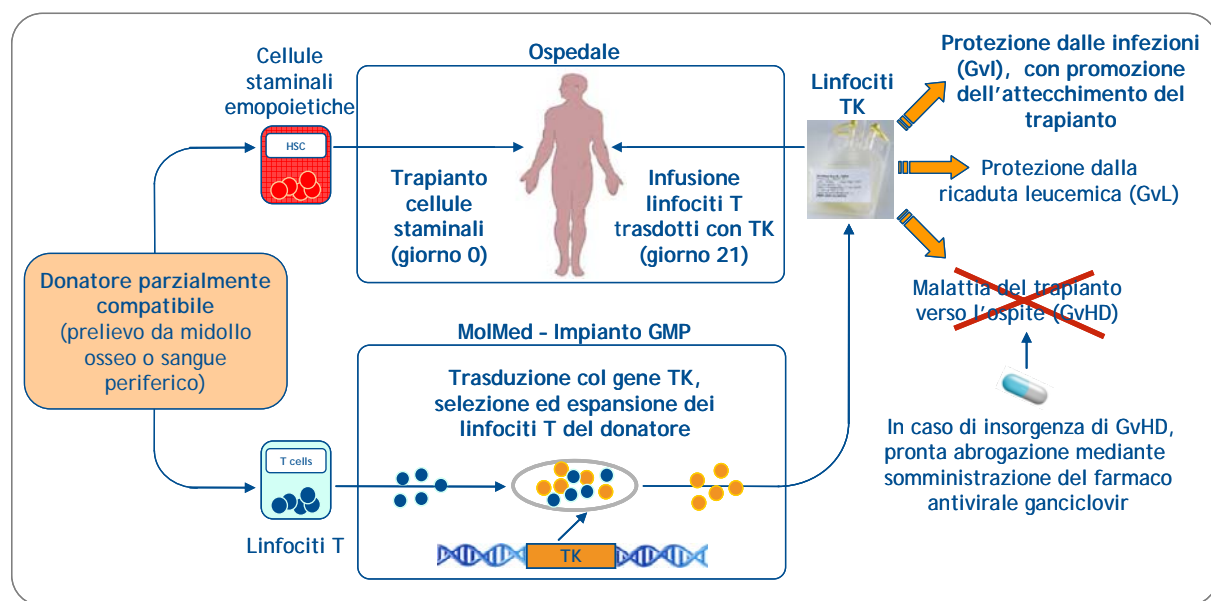 Cellule
staminali
emopoietiche
HSC
Ospedale
Trapianto
cellule
staminali
(giorno 0)
Infusione
linfociti T
trasdotti con TK
(giorno 21)
Linfociti
TK
Protezione dalle infezioni
(GvI), con promozione
dell'attecchimento del
trapianto
Protezione dalla
ricaduta leucemica (GvL)
Malattia del trapianto
verso l'ospite (GvHD)
In caso di insorgenza di GvHD,
pronta abrogazione mediante
somministrazione del farmaco
antivirale ganciclovir
Donatore parzialmente
compatibile
(prelievo da midollo
osseo o sangue
periferico)
MolMed - Impianto GMP
Trasduzione col gene TK,
selezione ed espansione dei
linfociti T del donatore
T cells
Linfociti T
TK